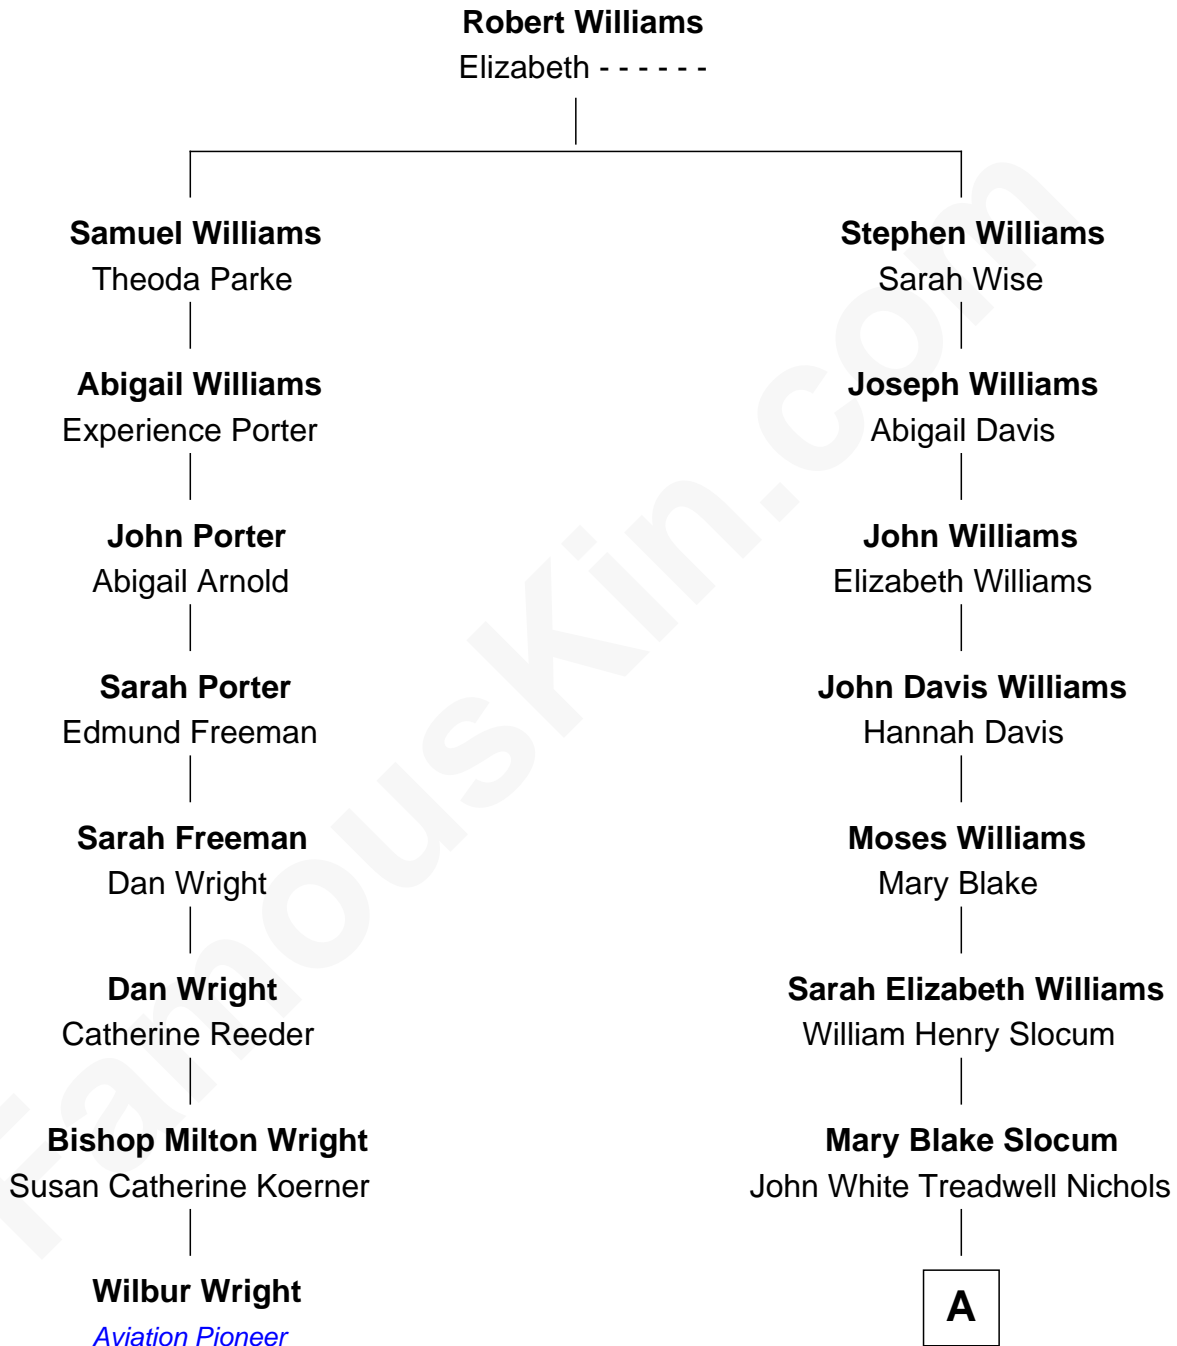 Robert Williams
Elizabeth - - - - - -
Samuel Williams
Theoda Parke
Stephen Williams
Sarah Wise
Abigail Williams
Experience Porter
Joseph Williams
Abigail Davis
John Porter
Abigail Arnold
John Williams
Elizabeth Williams
Sarah Porter
Edmund Freeman
John Davis Williams
Hannah Davis
Sarah Freeman
Dan Wright
Moses Williams
Mary Blake
Dan Wright
Catherine Reeder
Sarah Elizabeth Williams
William Henry Slocum
Bishop Milton Wright
Susan Catherine Koerner
Mary Blake Slocum
John White Treadwell Nichols
Wilbur Wright
Aviation Pioneer
A
FamousKin.com